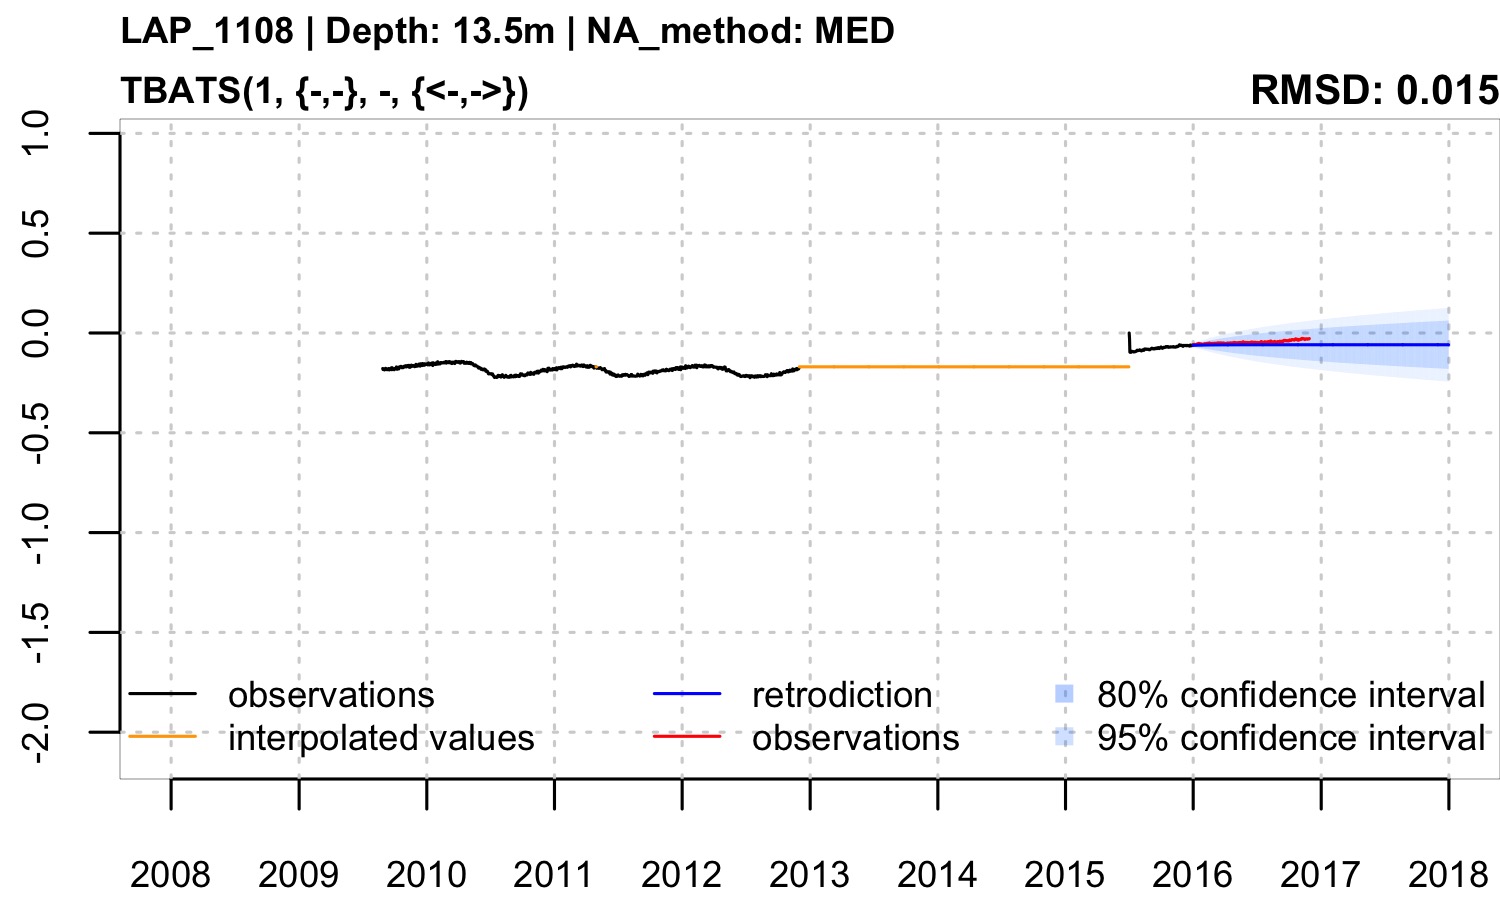 LAP_1108 | Depth: 13.5m | NA_method: MED
TBATS(1, {-,-}, -, {<-,->})
RMSD: 0.015
1.0
0.5
0.0
-0.5
-1.0
-1.5
-2.0
observations
interpolated values
retrodiction
observations
80% confidence interval
95% confidence interval
2008 2009 2010 2011 2012 2013 2014 2015 2016 2017 2018